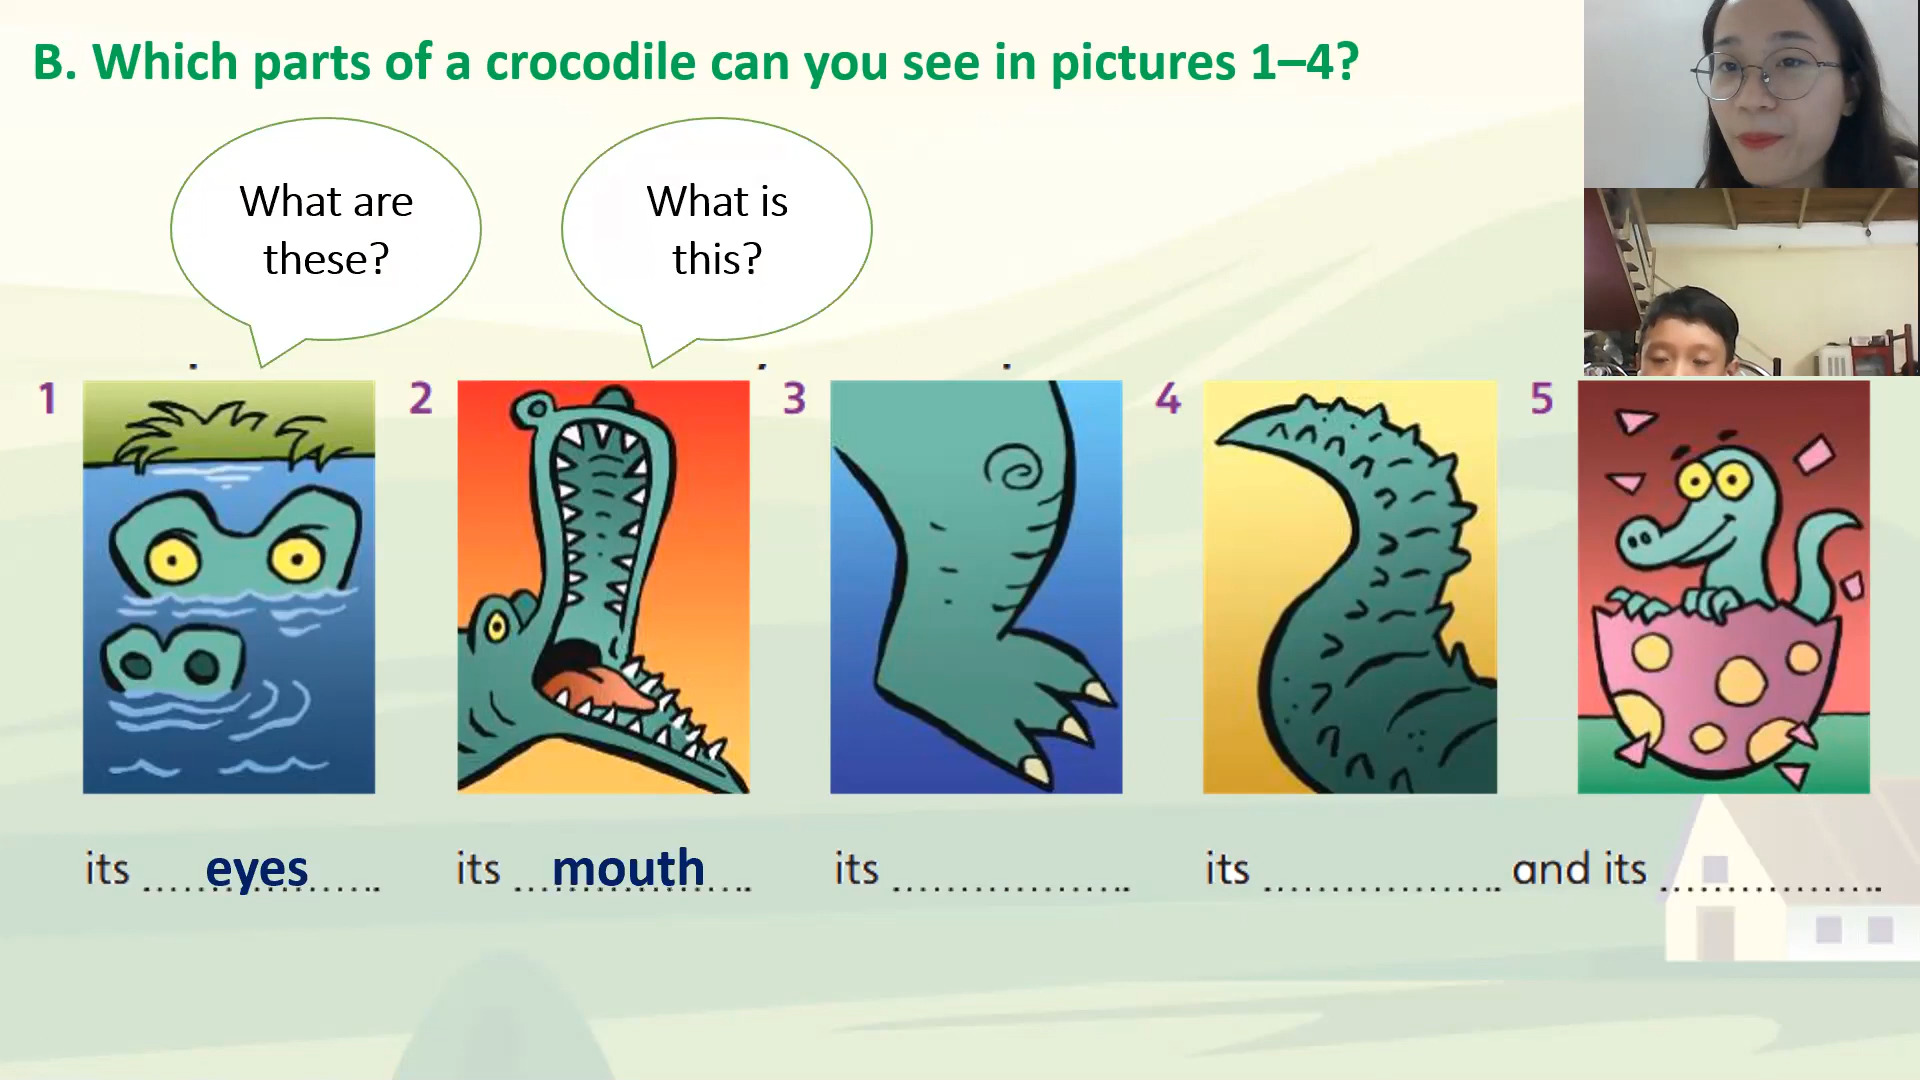 B. Which parts of a crocodile can you see in pictures 1–4?
What are
these?
What is
this?
1 2 3 4 5
its eyes its mouth its ................. its ................. and its .................